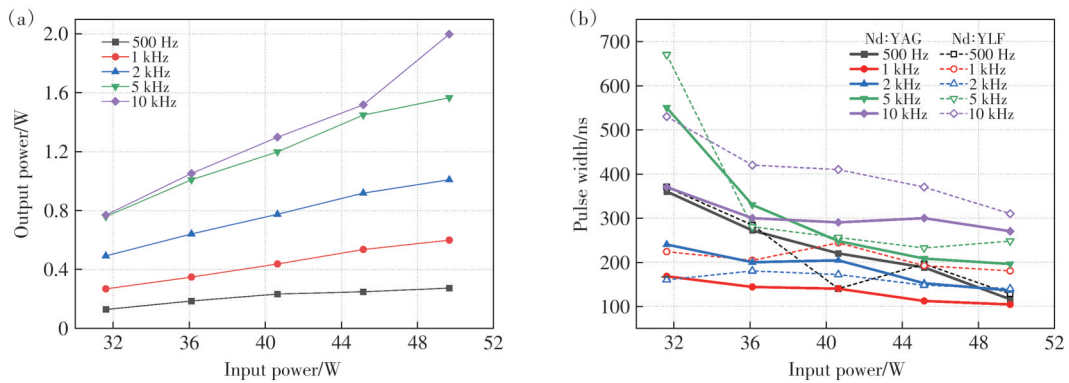 (a)
2.0
1.6
1.2
0.8
0.4
0
Output power/W
500 Hz
1 kHz
2 kHz
5 kHz
10 kHz
32 36 40 44 48 52
Input power/W
(b)
700
600
500
400
300
200
100
Pulse width/ns
Nd:YAG Nd:YLF
500 Hz 500 Hz
1 kHz 1 kHz
2 kHz 2 kHz
5 kHz 5 kHz
10 kHz 10 kHz
32 36 40 44 48 52
Input power/W